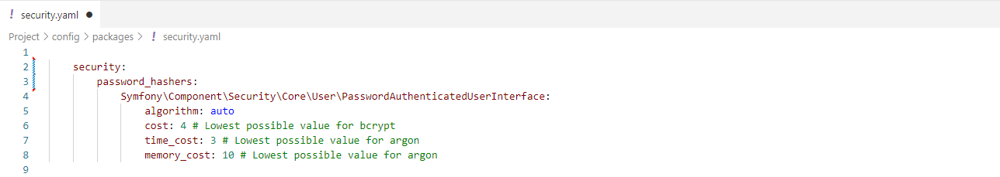 ! security.yaml ●
Project > config > packages > ! security.yaml
1
2 security:
3 password_hashers:
4 Symfony\Component\Security\Core\User\PasswordAuthenticatedUserInterface:
5 algorithm: auto
6 cost: 4 # Lowest possible value for bcrypt
7 time_cost: 3 # Lowest possible value for argon
8 memory_cost: 10 # Lowest possible value for argon
9